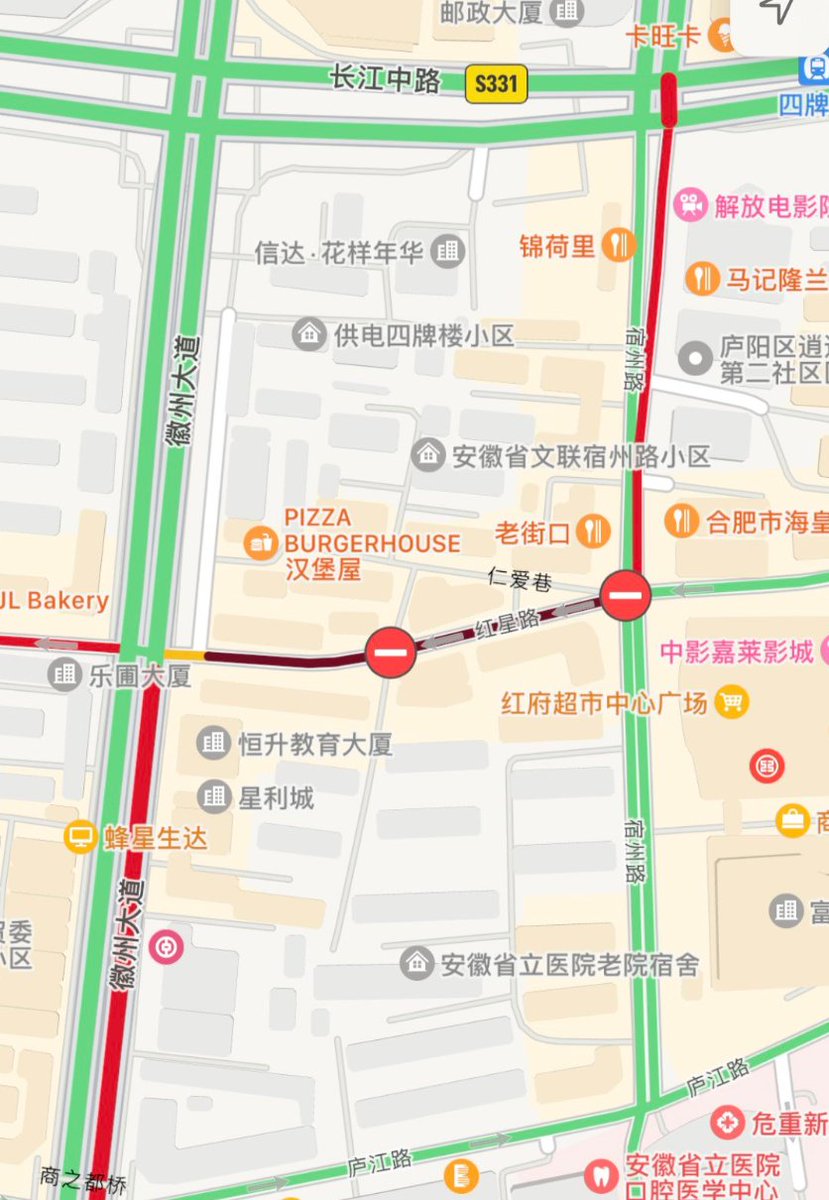 邮政大厦
卡旺卡
长江中路
S331
四牌
解放电影院
信达·花样年华
锦荷里
马记隆兰
供电四牌楼小区
宿州路
庐阳区逍遥
第二社区
徽州大道
安徽省文联宿州路小区
PIZZA
BURGERHOUSE
汉堡屋
老街口
合肥市海皇
仁爱巷
JL Bakery
红星路
中影嘉莱影城
乐圃大厦
红府超市中心广场
恒升教育大厦
星利城
蜂星生达
商
宿州路
徽州大道
富
委
小区
安徽省立医院老院宿舍
庐江路
危重新
庐江路
商之都桥
安徽省立医院
口腔医学中心